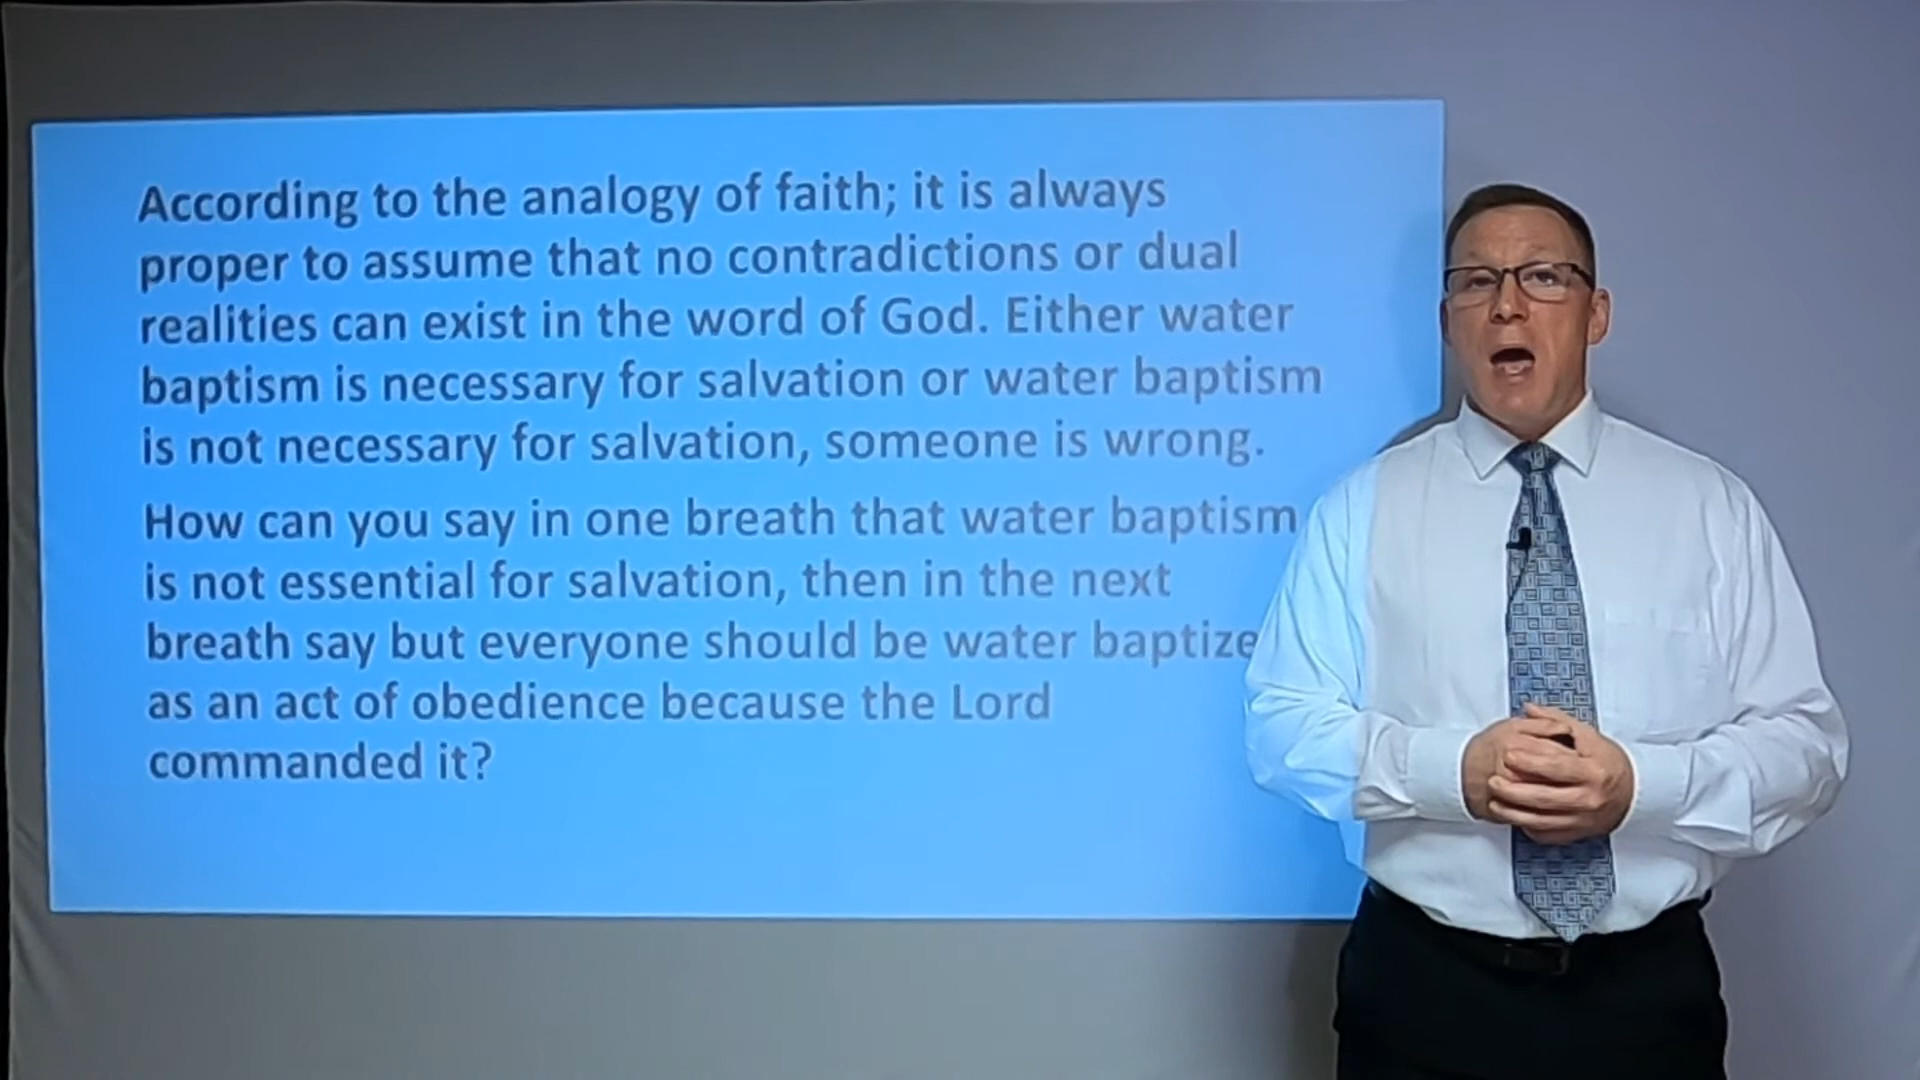 According to the analogy of faith; it is always
proper to assume that no contradictions or dual
realities can exist in the word of God. Either water
baptism is necessary for salvation or water baptism
is not necessary for salvation, someone is wrong.
How can you say in one breath that water baptism
is not essential for salvation, then in the next
breath say but everyone should be water baptize
as an act of obedience because the Lord
commanded it?